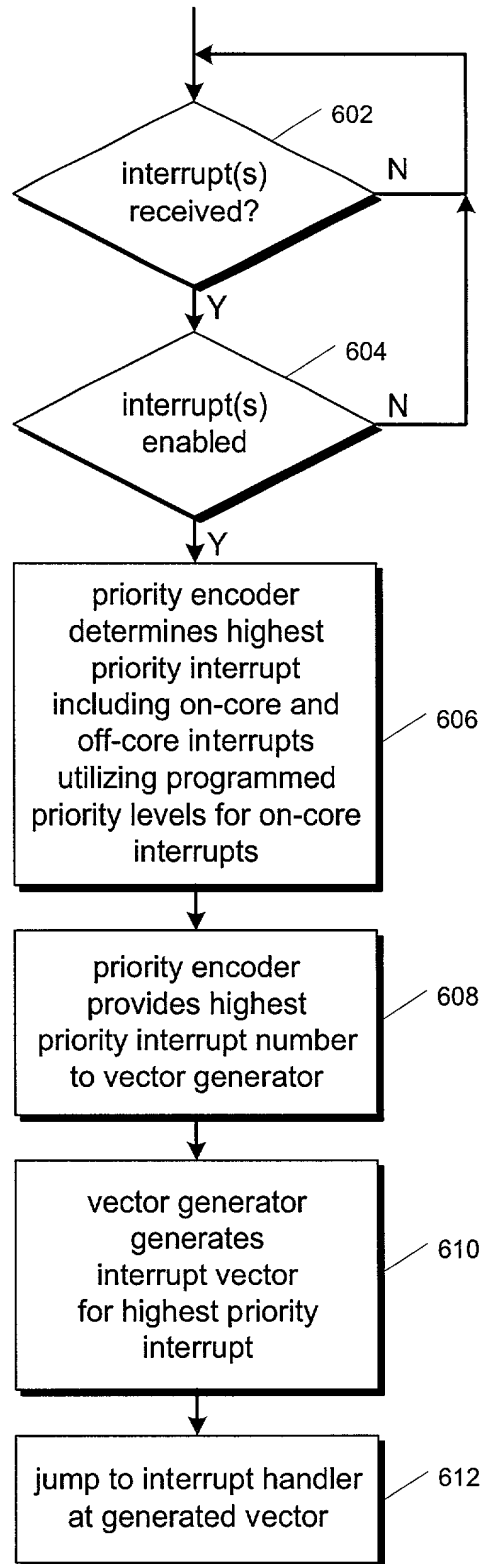 602
interrupt(s)
received?
N
Y
604
interrupt(s)
enabled
N
Y
priority encoder
determines highest
priority interrupt
including on-core and
off-core interrupts
utilizing programmed
priority levels for on-core
interrupts
606
priority encoder
provides highest
priority interrupt number
to vector generator
608
vector generator
generates
interrupt vector
for highest priority
interrupt
610
jump to interrupt handler
at generated vector
612